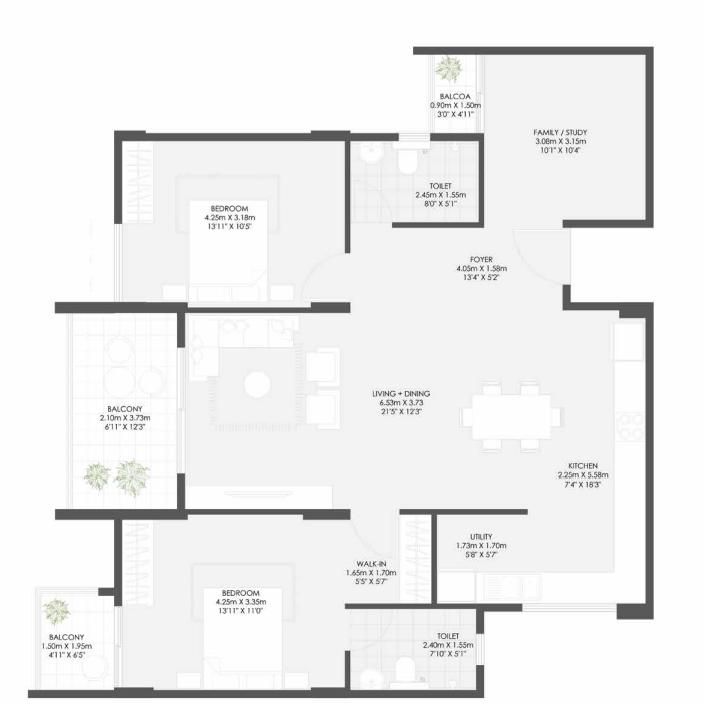 BALCOA
0.90m X 1.50m
3'0" X 4'11"
FAMILY / STUDY
3.08m X 3.15m
10'1" X 10'4"
TOILET
2.45m X 1.55m
8'0" X 5'1"
BEDROOM
4.25m X 3.18m
13'11" X 10'5"
FOYER
4.05m X 1.58m
13'4" X 5'2"
BALCONY
2.10m X 3.73m
6'11" X 12'3"
LIVING + DINING
6.53m X 3.73
21'5" X 12'3"
KITCHEN
2.25m X 5.58m
7'4" X 18'3"
UTILITY
1.73m X 1.70m
5'8" X 5'7"
WALK-IN
1.65m X 1.70m
5'5" X 5'7"
BEDROOM
4.25m X 3.35m
13'11" X 11'0"
BALCONY
1.50m X 1.95m
4'11" X 6'5"
TOILET
2.40m X 1.55m
7'10" X 5'1"